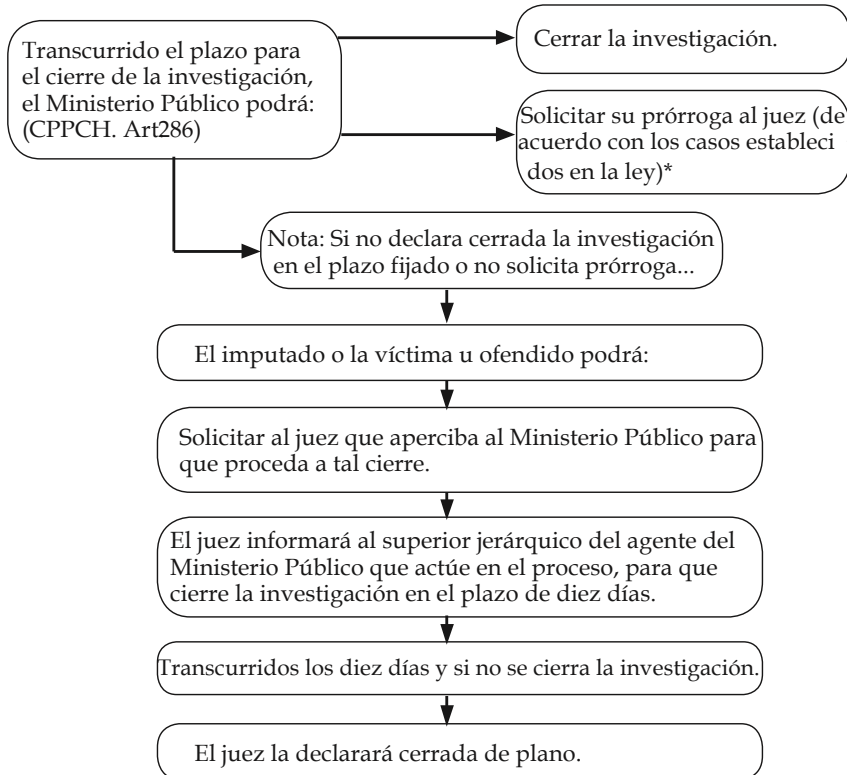 Transcurrido el plazo para
el cierre de la investigación,
el Ministerio Público podrá:
(CPPCH. Art286)
Cerrar la investigación.
Solicitar su prórroga al juez (de
acuerdo con los casos estableci
dos en la ley)*
Nota: Si no declara cerrada la investigación
en el plazo fijado o no solicita prórroga...
El imputado o la víctima u ofendido podrá:
Solicitar al juez que aperciba al Ministerio Público para
que proceda a tal cierre.
El juez informará al superior jerárquico del agente del
Ministerio Público que actúe en el proceso, para que
cierre la investigación en el plazo de diez días.
Transcurridos los diez días y si no se cierra la investigación.
El juez la declarará cerrada de plano.